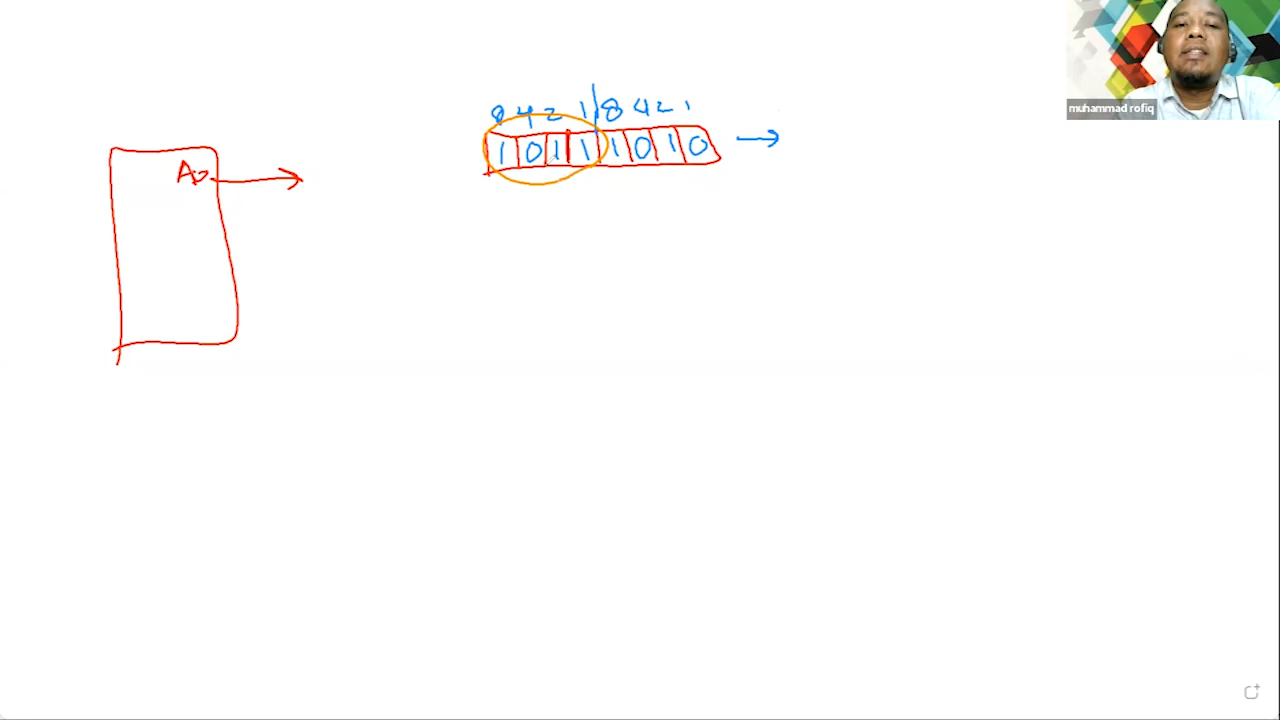 muhammad rofiq
8 4 2 1 | 8 4 2 1
1 0 1 1 1 0 1 0 →
A0